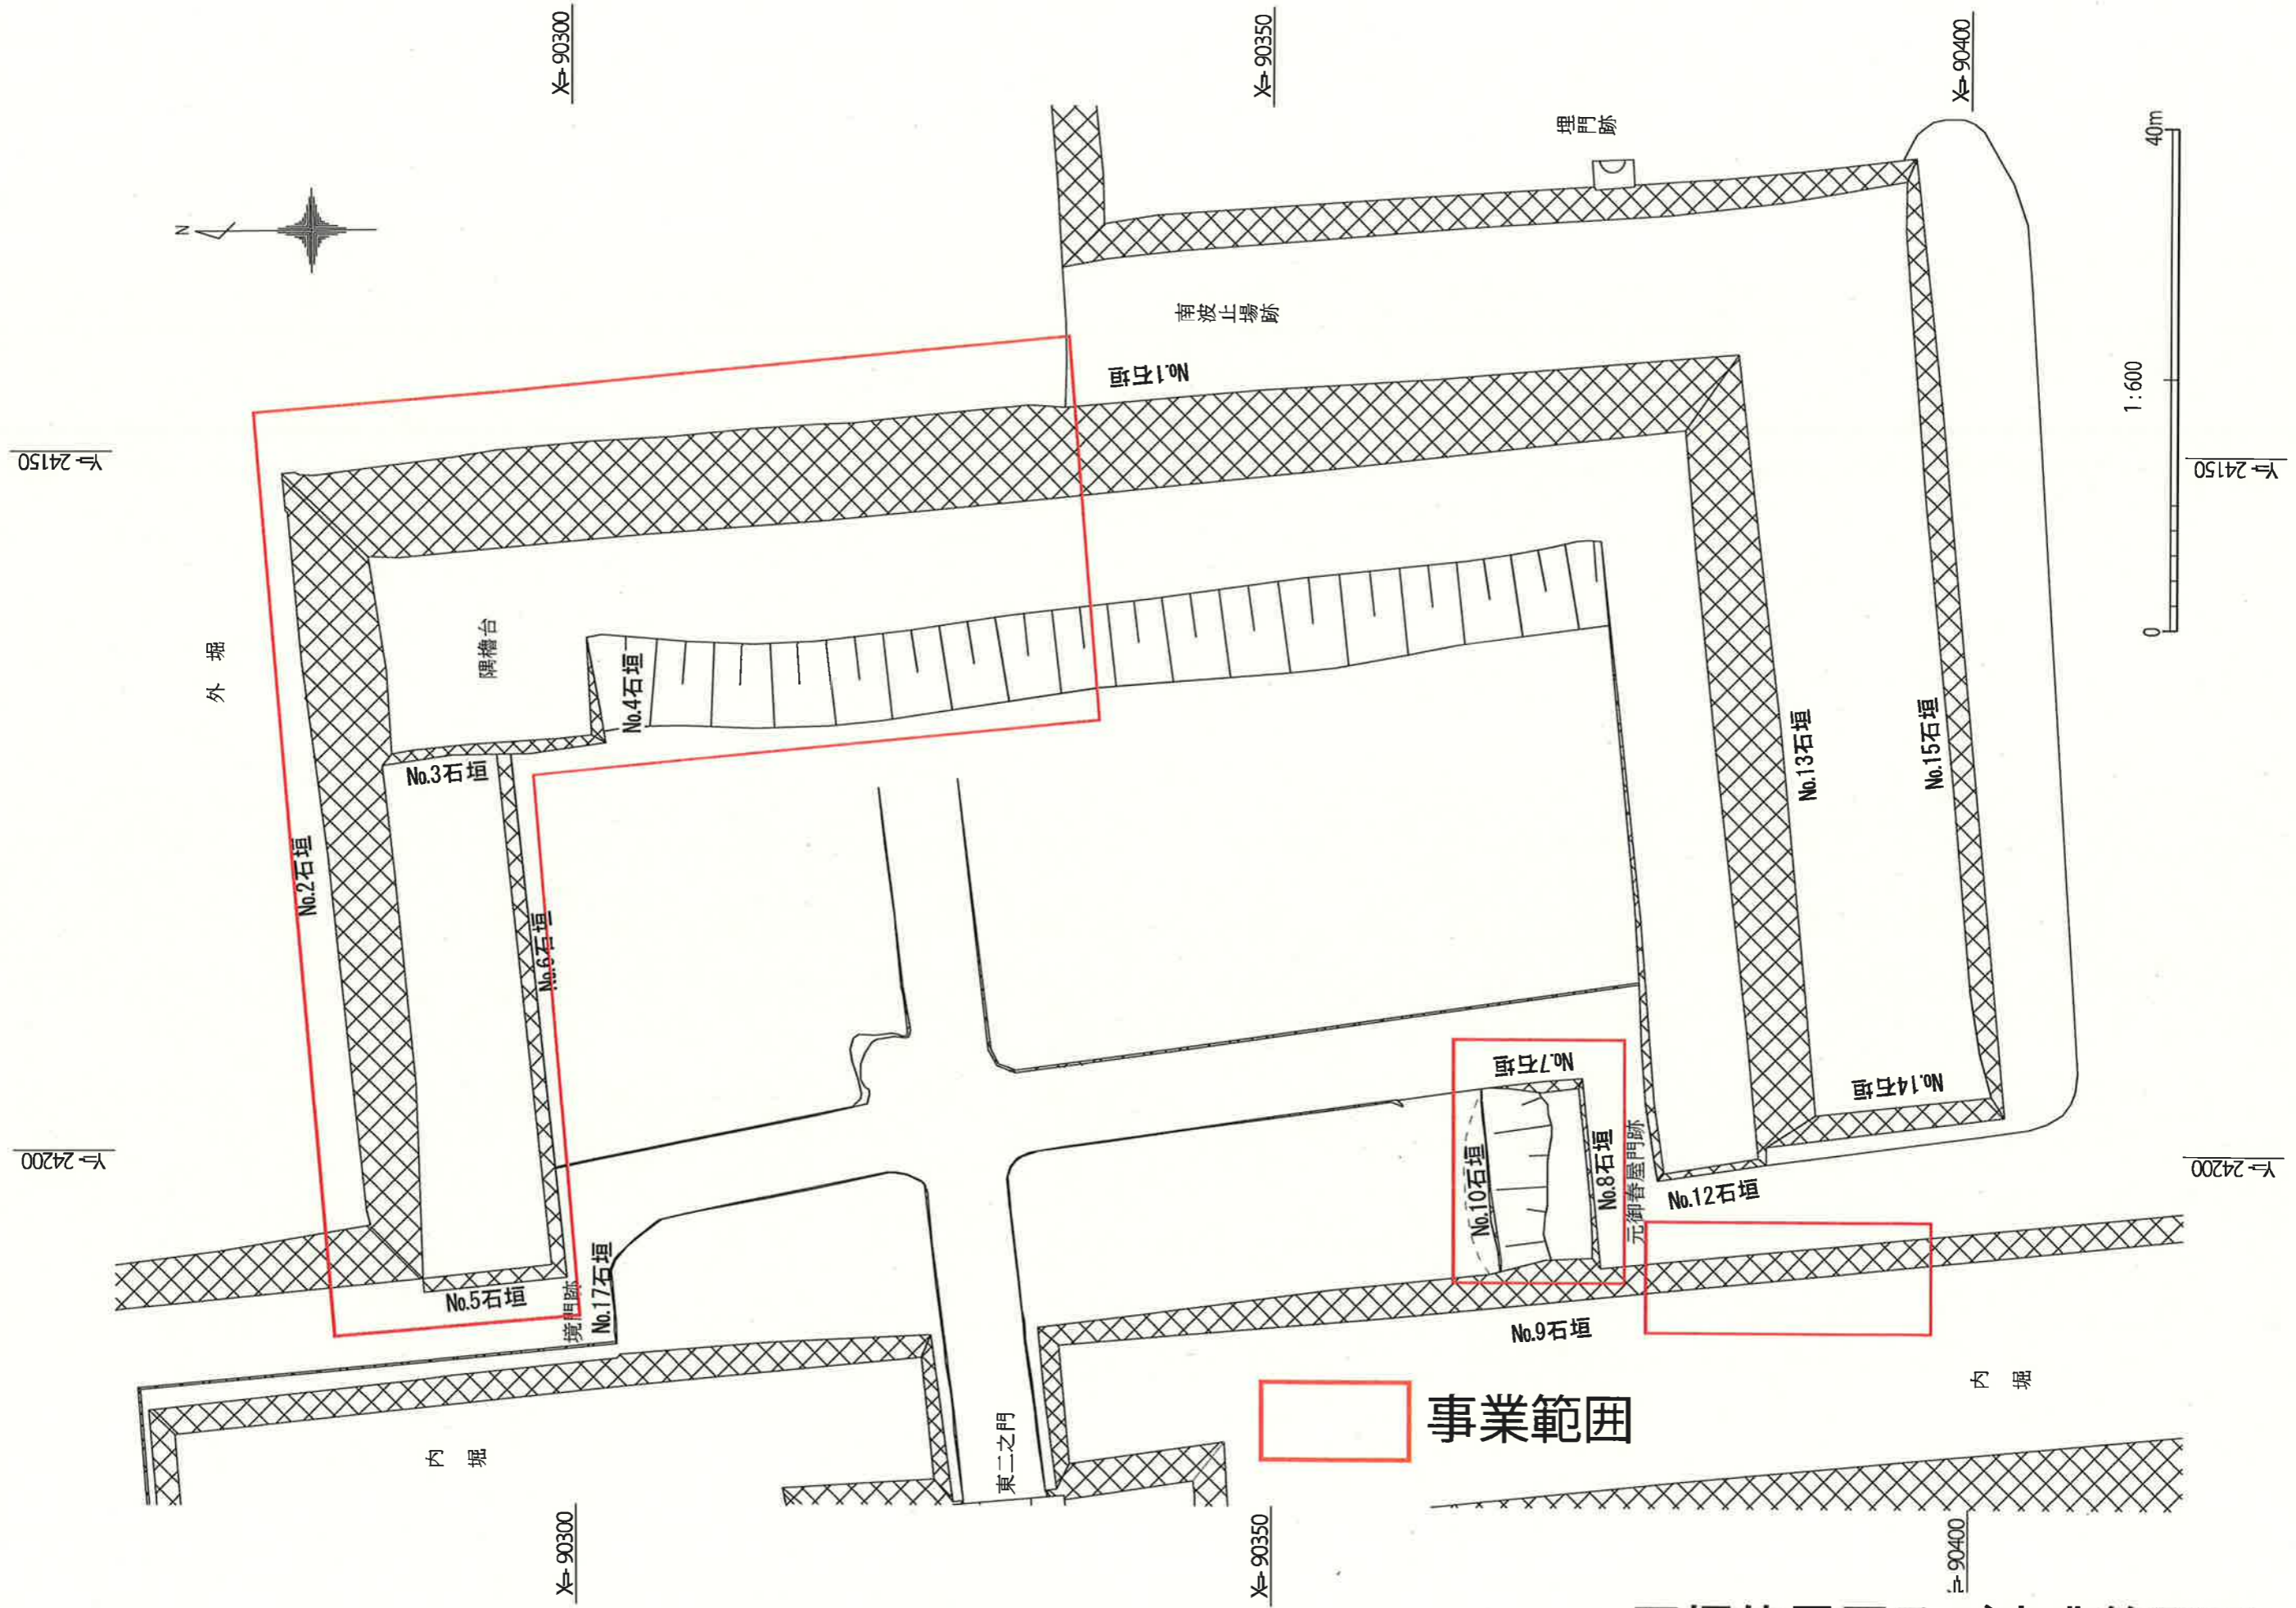 X=-90300
X=-90350
X=-90400
N
埋門跡
40m
南波止場跡
No.1石垣
1:600
Y=-24150
Y=-24150
外 堀
隅櫓台
No.4石垣
0
No.3石垣
No.13石垣
No.15石垣
No.2石垣
No.6石垣
No.7石垣
No.14石垣
Y=-24200
Y=-24200
No.10石垣
No.8石垣
元御春屋門跡
No.12石垣
No.5石垣
境門跡
No.17石垣
No.9石垣
内 堀
内 堀
東二之門
事業範囲
X=-90300
X=-90350
=-90400